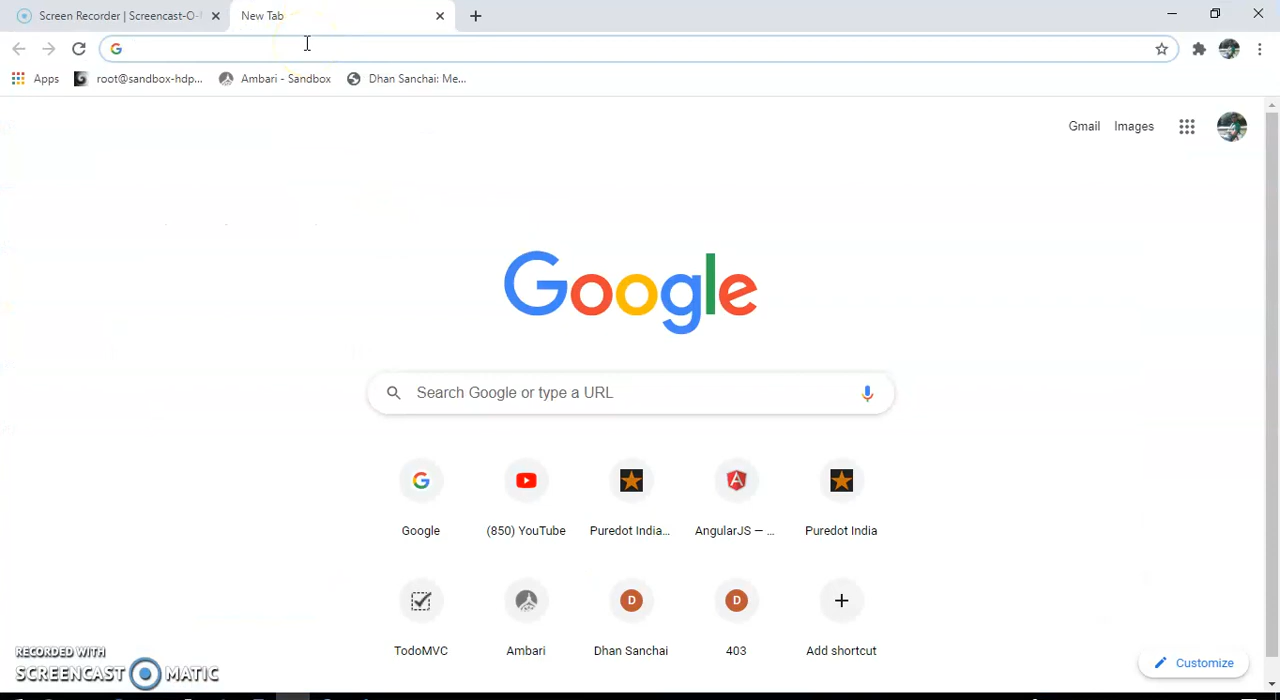 Screen Recorder | Screencast-O-
New Tab
Apps
root@sandbox-hdp...
Ambari - Sandbox
Dhan Sanchai: Me...
Gmail
Images
Google
Search Google or type a URL
Google
(850) YouTube
Puredot India...
AngularJS — ...
Puredot India
D
D
TodoMVC
Ambari
Dhan Sanchai
403
Add shortcut
Customize
RECORDED WITH
SCREENCAST MATIC